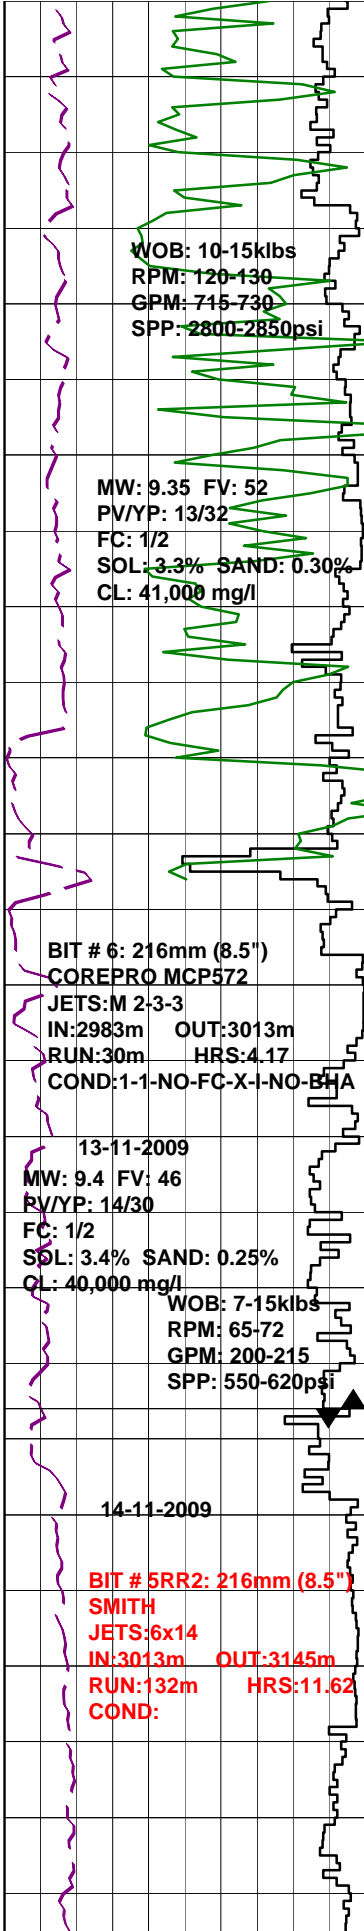 WOB: 10-15klbs
RPM: 120-130
GPM: 715-730
SPP: 2800-2850psi
MW: 9.35 FV: 52
PV/YP: 13/32
FC: 1/2
SOL: 3.3% SAND: 0.30%
CL: 41,000 mg/l
BIT # 6: 216mm (8.5")
COREPRO MCP572
JETS:M 2-3-3
IN:2983m OUT:3013m
RUN:30m HRS:4.17
COND:1-1-NO-FC-X-I-NO-BHA
13-11-2009
MW: 9.4 FV: 46
PV/YP: 14/30
FC: 1/2
SOL: 3.4% SAND: 0.25%
CL: 40,000 mg/l
WOB: 7-15klbs
RPM: 65-72
GPM: 200-215
SPP: 550-620psi
14-11-2009
BIT # 5RR2: 216mm (8.5")
SMITH
JETS:6x14
IN:3013m OUT:3145m
RUN:132m HRS:11.62
COND: